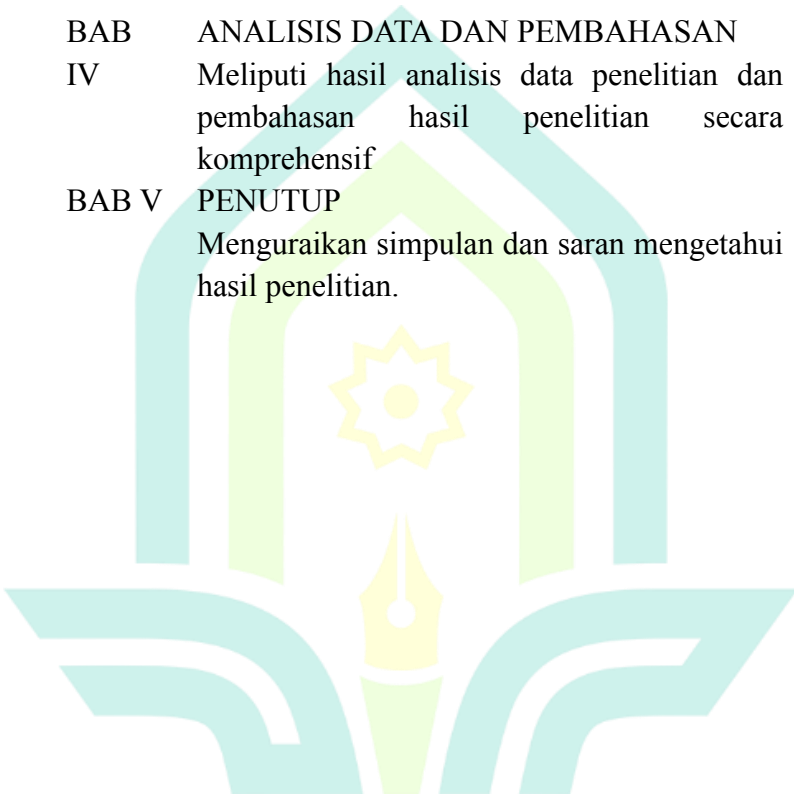 BAB ANALISIS DATA DAN PEMBAHASAN
IV Meliputi hasil analisis data penelitian dan
pembahasan hasil penelitian secara
komprehensif
BAB V PENUTUP
Menguraikan simpulan dan saran mengetahui
hasil penelitian.